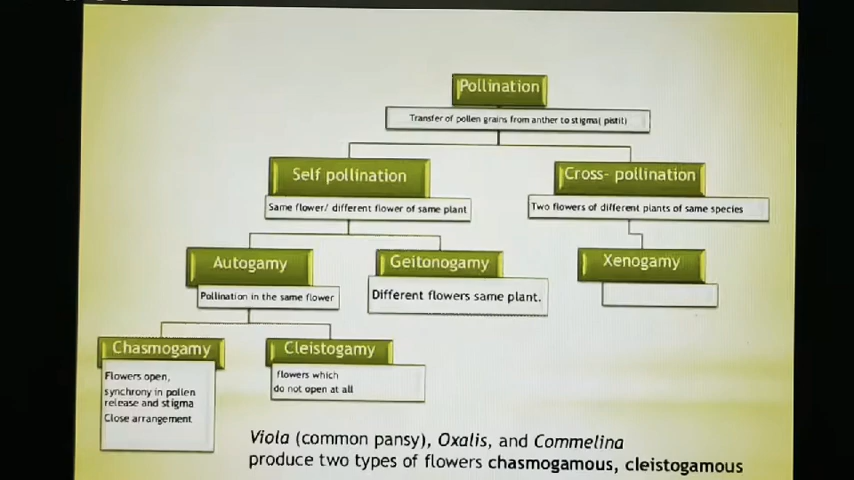 Pollination
Transfer of pollen grains from anther to stigma( pistil)
Self pollination
Cross- pollination
Same flower/ different flower of same plant
Two flowers of different plants of same species
Autogamy
Geitonogamy
Xenogamy
Pollination in the same flower
Different flowers same plant.
Chasmogamy
Cleistogamy
Flowers open,
synchrony in pollen
release and stigma
Close arrangement
flowers which
do not open at all
Viola (common pansy), Oxalis, and Commelina
produce two types of flowers chasmogamous, cleistogamous